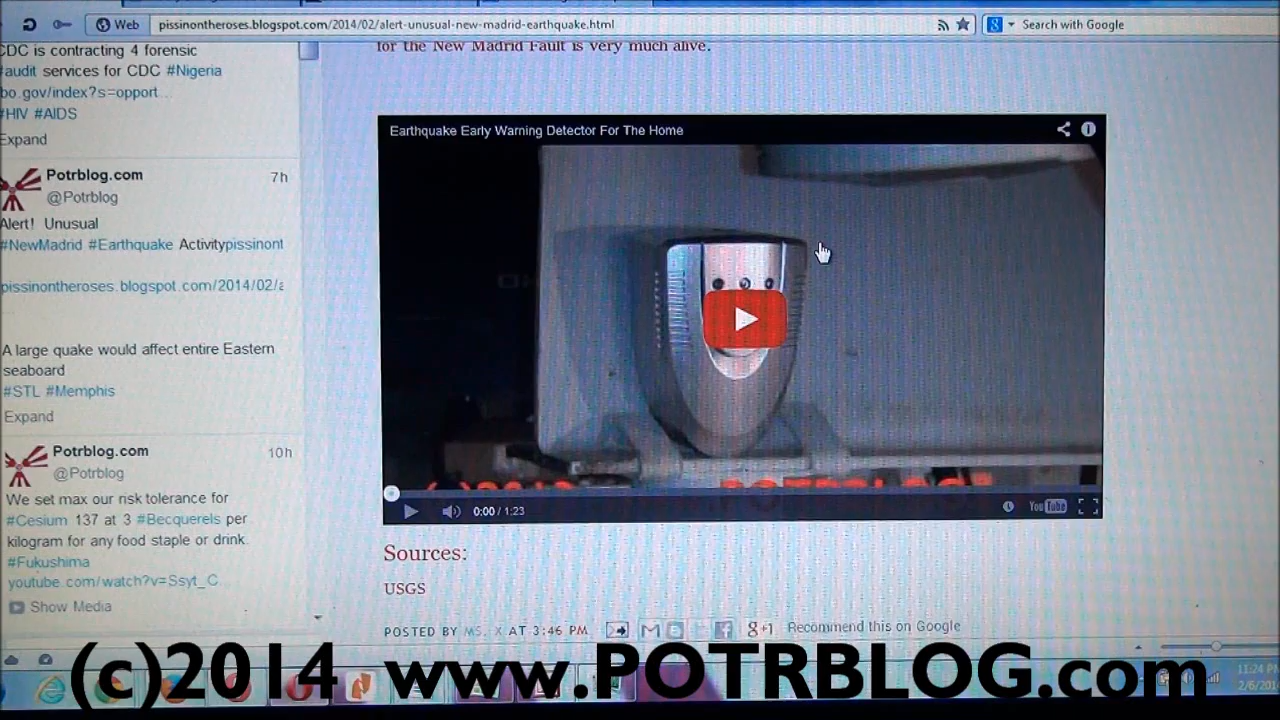 Web pissinontheroses.blogspot.com/2014/02/alert-unusual-new-madrid-earthquake.html Search with Google
for the New Madrid Fault is very much alive.
CDC is contracting 4 forensic
#audit services for CDC #Nigeria
bo.gov/index?s=opport...
#HIV #AIDS
Expand
Potrblog.com 7h
@Potrblog
Alert! Unusual
#NewMadrid #Earthquake Activitypissinont
pissinontheroses.blogspot.com/2014/02/a
A large quake would affect entire Eastern
seaboard
#STL #Memphis
Expand
Potrblog.com 10h
@Potrblog
We set max our risk tolerance for
#Cesium 137 at 3 #Becquerels per
kilogram for any food staple or drink.
#Fukushima
youtube.com/watch?v=Ssyt_C
Show Media
Earthquake Early Warning Detector For The Home
0:00 / 1:23
YouTube
Sources:
USGS
POSTED BY MS. X AT 3:46 PM
g+1 Recommend this on Google
11:24 PM
(c)2014 www.POTRBLOG.com